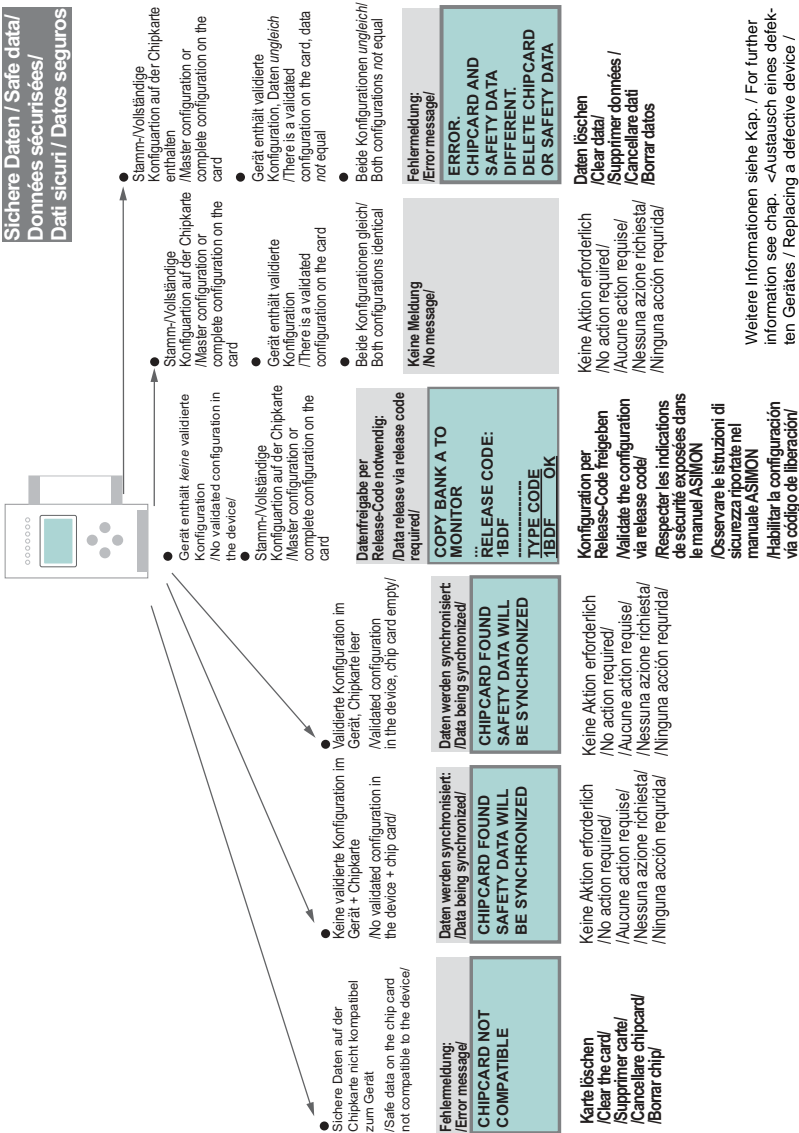 Sichere Daten / Safe data/
Données sécurisées/
Dati sicuri / Datos seguros
Sichere Daten auf der
Chipkarte nicht kompatibel
zum Gerät
/Safe data on the chip card
not compatible to the device/
Fehlermeldung:
/Error message/
CHIPCARD NOT
COMPATIBLE
Karte löschen
/Clear the card/
/Supprimer carte/
/Cancellare chipcard/
/Borrar chip/
Keine validierte Konfiguration im
Gerät + Chipkarte
/No validated configuration in
the device + chip card/
Daten werden synchronisiert:
/Data being synchronized/
CHIPCARD FOUND
SAFETY DATA WILL
BE SYNCHRONIZED
Keine Aktion erforderlich
/No action required/
/Aucune action requise/
/Nessuna azione richiesta/
/Ninguna acción requrida/
Validierte Konfiguration im
Gerät, Chipkarte leer
/Validated configuration
in the device, chip card empty/
Daten werden synchronisiert:
/Data being synchronized/
CHIPCARD FOUND
SAFETY DATA WILL
BE SYNCHRONIZED
Keine Aktion erforderlich
/No action required/
/Aucune action requise/
/Nessuna azione richiesta/
/Ninguna acción requrida/
Gerät enthält keine validierte
Konfiguration
/No validated configuration in
the device/
Stamm-/Vollständige
Konfiguartion auf der Chipkarte
/Master configuration or
complete configuration on the
card
Datenfreigabe per
Release-Code notwendig:
/Data release via release code
required/
COPY BANK A TO
MONITOR
...
RELEASE CODE:
1BDF
--------------
TYPE CODE
1BDF OK
Konfiguration per
Release-Code freigeben
/Validate the configuration
via release code/
/Respecter les indications
de sécurité exposées dans
le manuel ASIMON
/Osservare le istruzioni di
sicurezza riportate nel
manuale ASIMON
/Habilitar la configuración
vía código de liberación/
Stamm-/Vollständige
Konfiguartion auf der Chipkarte
/Master configuration or
complete configuration on the
card
Gerät enthält validierte
Konfiguration
/There is a validated
configuration on the card
Beide Konfigurationen gleich/
Both configurations identical
Keine Meldung
/No message/
Keine Aktion erforderlich
/No action required/
/Aucune action requise/
/Nessuna azione richiesta/
/Ninguna acción requrida/
Stamm-/Vollständige
Konfiguartion auf der Chipkarte
enthalten
/Master configuration or
complete configuration on the
card
Gerät enthält validierte
Konfiguration, Daten ungleich
/There is a validated
configuration on the card, data
not equal
Beide Konfigurationen ungleich/
Both configurations not equal
Fehlermeldung:
/Error message/
ERROR.
CHIPCARD AND
SAFETY DATA
DIFFERENT.
DELETE CHIPCARD
OR SAFETY DATA
Daten löschen
/Clear data/
/Supprimer données /
/Cancellare dati
/Borrar datos
Weitere Informationen siehe Kap. / For further
information see chap. <Austausch eines defek-
ten Gerätes / Replacing a defective device /